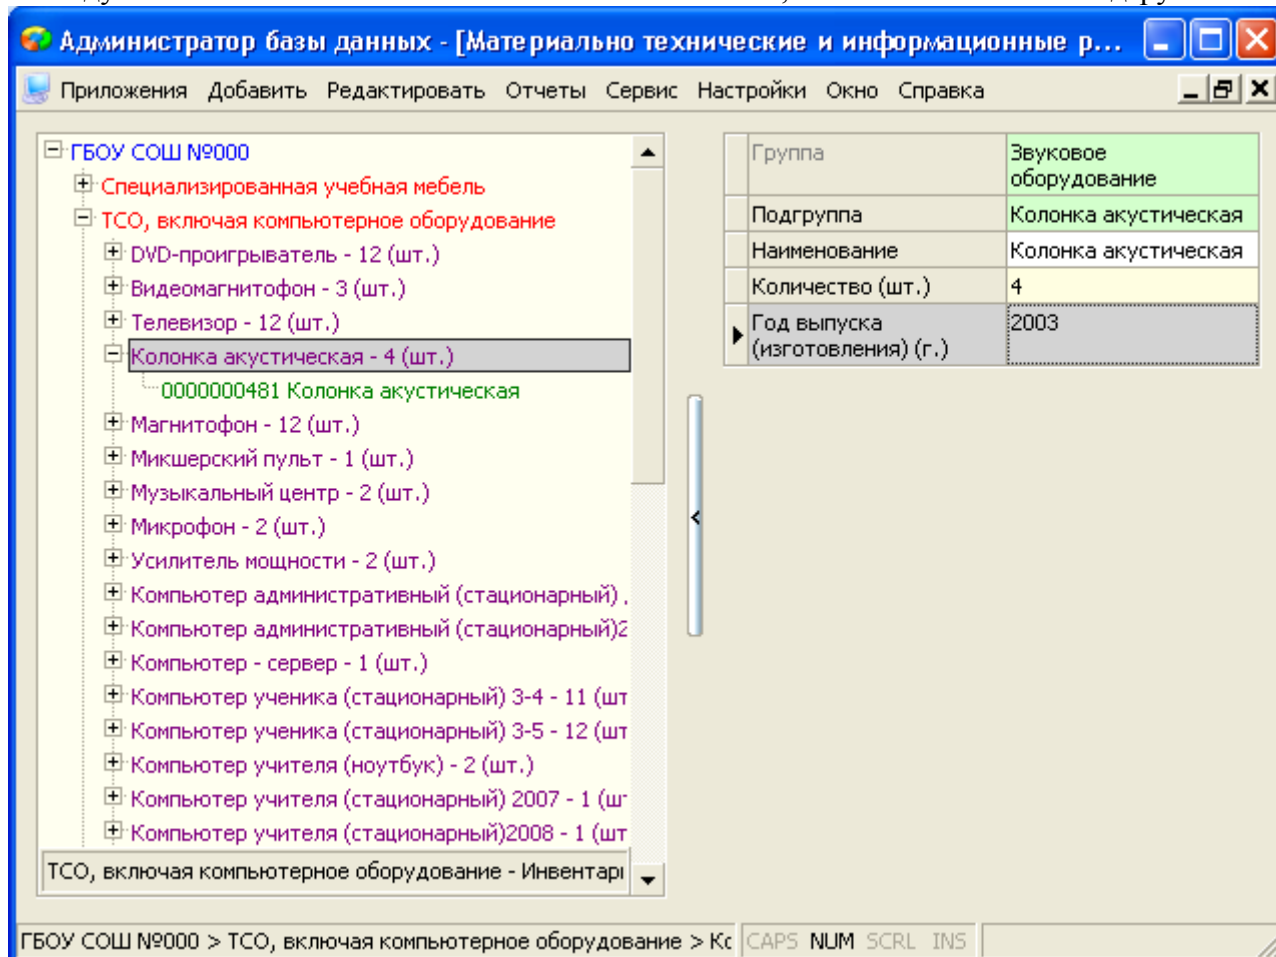 Администратор базы данных - [Материально технические и информационные р...
Приложения Добавить Редактировать Отчеты Сервис Настройки Окно Справка
ГБОУ СОШ №000
Специализированная учебная мебель
ТСО, включая компьютерное оборудование
DVD-проигрыватель - 12 (шт.)
Видеомагнитофон - 3 (шт.)
Телевизор - 12 (шт.)
Колонка акустическая - 4 (шт.)
0000000481 Колонка акустическая
Магнитофон - 12 (шт.)
Микшерский пульт - 1 (шт.)
Музыкальный центр - 2 (шт.)
Микрофон - 2 (шт.)
Усилитель мощности - 2 (шт.)
Компьютер административный (стационарный) ,
Компьютер административный (стационарный)2
Компьютер - сервер - 1 (шт.)
Компьютер ученика (стационарный) 3-4 - 11 (шт
Компьютер ученика (стационарный) 3-5 - 12 (шт
Компьютер учителя (ноутбук) - 2 (шт.)
Компьютер учителя (стационарный) 2007 - 1 (ш
Компьютер учителя (стационарный)2008 - 1 (шт
ТСО, включая компьютерное оборудование - Инвентар
Группа
Звуковое
оборудование
Подгруппа Колонка акустическая
Наименование Колонка акустическая
Количество (шт.) 4
Год выпуска
(изготовления) (г.)
2003
ГБОУ СОШ №000 > ТСО, включая компьютерное оборудование > Кс CAPS NUM SCRL INS